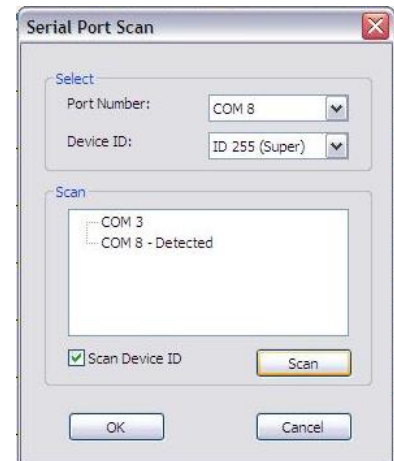 Serial Port Scan
Select
Port Number:
COM 8
Device ID:
ID 255 (Super)
Scan
COM 3
COM 8 - Detected
Scan Device ID
Scan
OK
Cancel